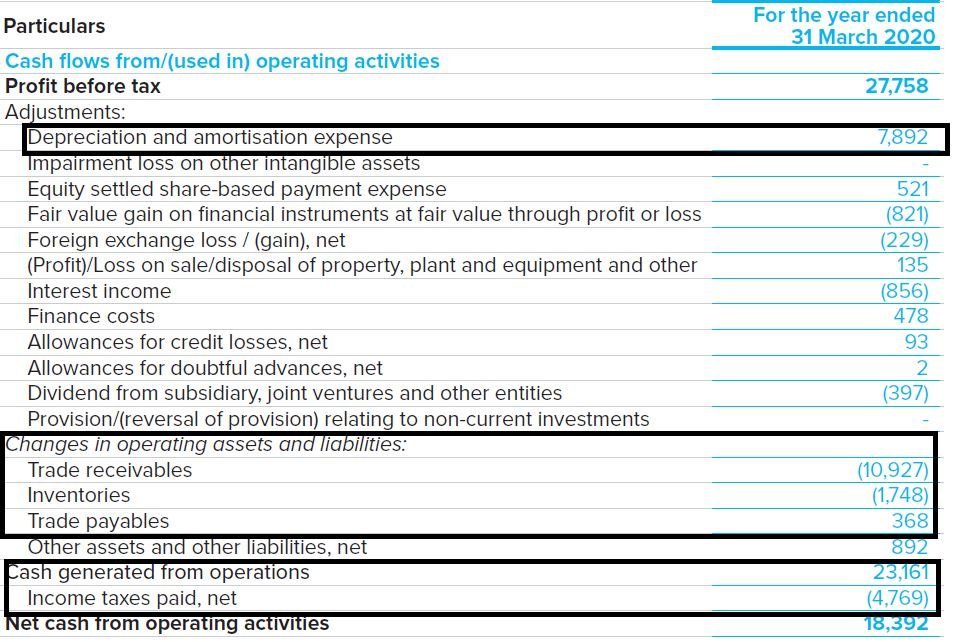 Particulars
For the year ended
31 March 2020
Cash flows from/(used in) operating activities
Profit before tax 27,758
Adjustments:
Depreciation and amortisation expense 7,892
Impairment loss on other intangible assets -
Equity settled share-based payment expense 521
Fair value gain on financial instruments at fair value through profit or loss (821)
Foreign exchange loss / (gain), net (229)
(Profit)/Loss on sale/disposal of property, plant and equipment and other 135
Interest income (856)
Finance costs 478
Allowances for credit losses, net 93
Allowances for doubtful advances, net 2
Dividend from subsidiary, joint ventures and other entities (397)
Provision/(reversal of provision) relating to non-current investments -
Changes in operating assets and liabilities:
Trade receivables (10,927)
Inventories (1,748)
Trade payables 368
Other assets and other liabilities, net 892
Cash generated from operations 23,161
Income taxes paid, net (4,769)
Net cash from operating activities 18,392